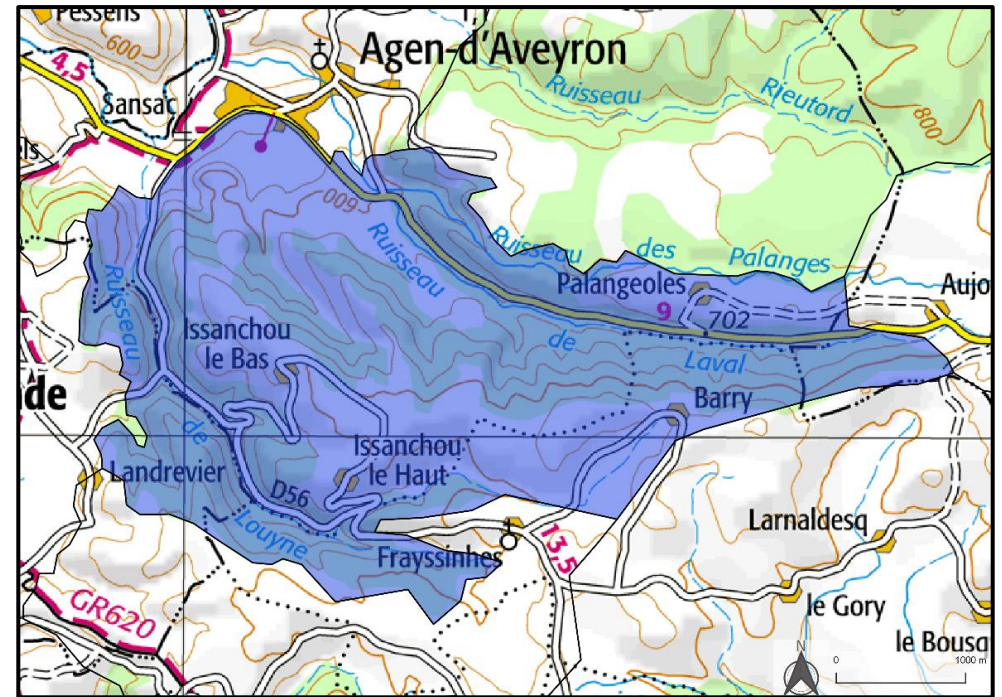 Pessens
600
Agen-d'Aveyron
4,5
Sansac
Ruisseau
Rieutord
800
els
600
Ruisseau
des
Palanges
Ruisseau
Ruisseau
Palangeoles
9
702
Aujo
Issanchou
le Bas
de
Laval
Barry
de
de
Issanchou
le Haut
Landrevier
D56
Louyne
Frayssinhes
13,5
Larnaldesq
GR620
le Gory
le Bousq
N
0
1000 m